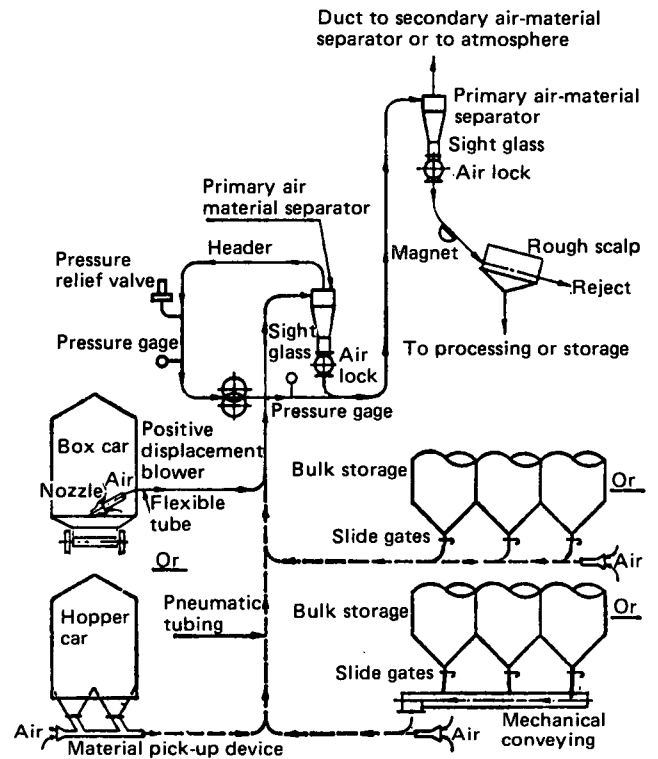 Duct to secondary air-material
separator or to atmosphere
Primary air-material
separator
Sight glass
Air lock
Primary air
material separator
Magnet
Rough scalp
Reject
To processing or storage
Header
Pressure
relief valve
Pressure gage
Sight
glass
Air
lock
Pressure gage
Positive
displacement
blower
Box car
Air
Nozzle
Flexible
tube
Or
Bulk storage
Or
Slide gates
Air
Hopper
car
Pneumatic
tubing
Bulk storage
Or
Slide gates
Mechanical
conveying
Air
Material pick-up device
Air